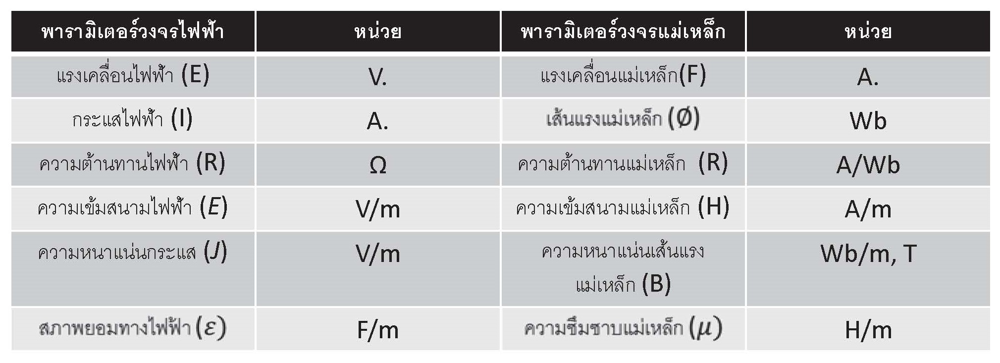 พารามิเตอร์วงจรไฟฟ้า หน่วย พารามิเตอร์วงจรแม่เหล็ก หน่วย
แรงเคลื่อนไฟฟ้า (E) V. แรงเคลื่อนแม่เหล็ก(F) A.
กระแสไฟฟ้า (I) A. เส้นแรงแม่เหล็ก (Ø) Wb
ความต้านทานไฟฟ้า (R) Ω ความต้านทานแม่เหล็ก (R) A/Wb
ความเข้มสนามไฟฟ้า (E) V/m ความเข้มสนามแม่เหล็ก (H) A/m
ความหนาแน่นกระแส (J) V/m ความหนาแน่นเส้นแรง Wb/m, T
แม่เหล็ก (B)
สภาพยอมทางไฟฟ้า (ε) F/m ความซึมซาบแม่เหล็ก (μ) H/m